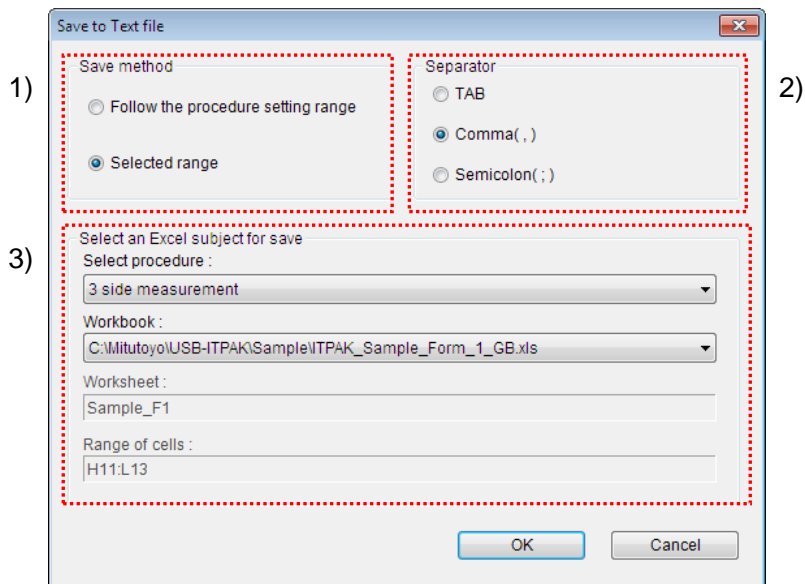 Save to Text file
1)
Save method
Follow the procedure setting range
Selected range
Separator
TAB
Comma( , )
Semicolon( ; )
2)
3)
Select an Excel subject for save
Select procedure :
3 side measurement
Workbook :
C:\Mitutoyo\USB-ITPAK\Sample\ITPAK_Sample_Form_1_GB.xls
Worksheet :
Sample_F1
Range of cells :
H11:L13
OK
Cancel